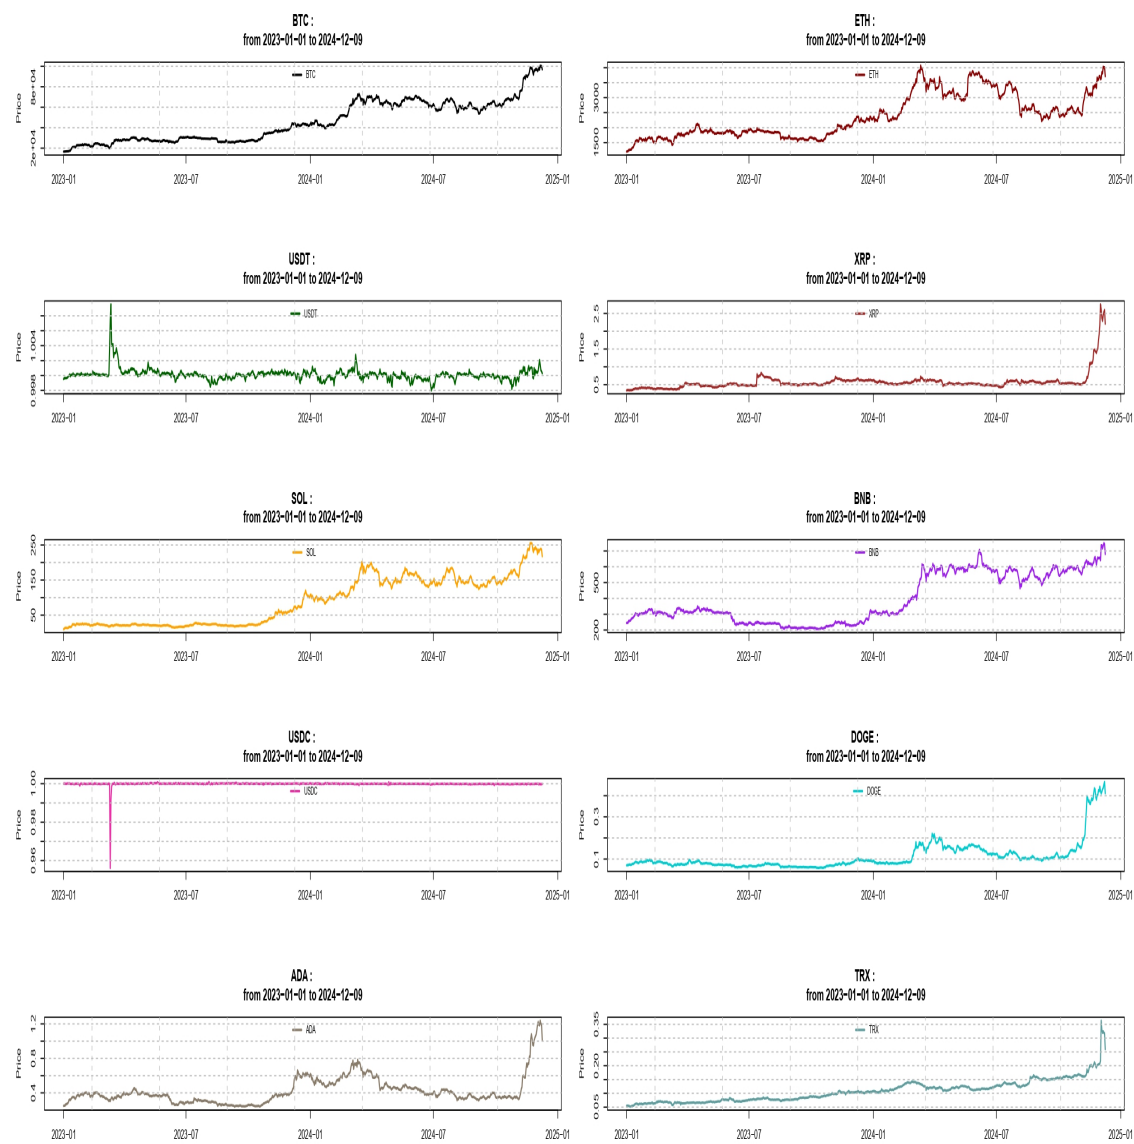 BTC :
from 2023−01−01 to 2024−12−09
BTC
Price
2e+04 8e+04
2023−01 2023−07 2024−01 2024−07 2025−01
ETH :
from 2023−01−01 to 2024−12−09
ETH
Price
1500 3000
2023−01 2023−07 2024−01 2024−07 2025−01
USDT :
from 2023−01−01 to 2024−12−09
USDT
Price
0.998 1.004
2023−01 2023−07 2024−01 2024−07 2025−01
XRP :
from 2023−01−01 to 2024−12−09
XRP
Price
0.5 1.5 2.5
2023−01 2023−07 2024−01 2024−07 2025−01
SOL :
from 2023−01−01 to 2024−12−09
SOL
Price
50 150 250
2023−01 2023−07 2024−01 2024−07 2025−01
BNB :
from 2023−01−01 to 2024−12−09
BNB
Price
200 500
2023−01 2023−07 2024−01 2024−07 2025−01
USDC :
from 2023−01−01 to 2024−12−09
USDC
Price
0.96 0.98 1.00
2023−01 2023−07 2024−01 2024−07 2025−01
DOGE :
from 2023−01−01 to 2024−12−09
DOGE
Price
0.1 0.3
2023−01 2023−07 2024−01 2024−07 2025−01
ADA :
from 2023−01−01 to 2024−12−09
ADA
Price
0.4 0.8 1.2
2023−01 2023−07 2024−01 2024−07 2025−01
TRX :
from 2023−01−01 to 2024−12−09
TRX
Price
0.05 0.20 0.35
2023−01 2023−07 2024−01 2024−07 2025−01